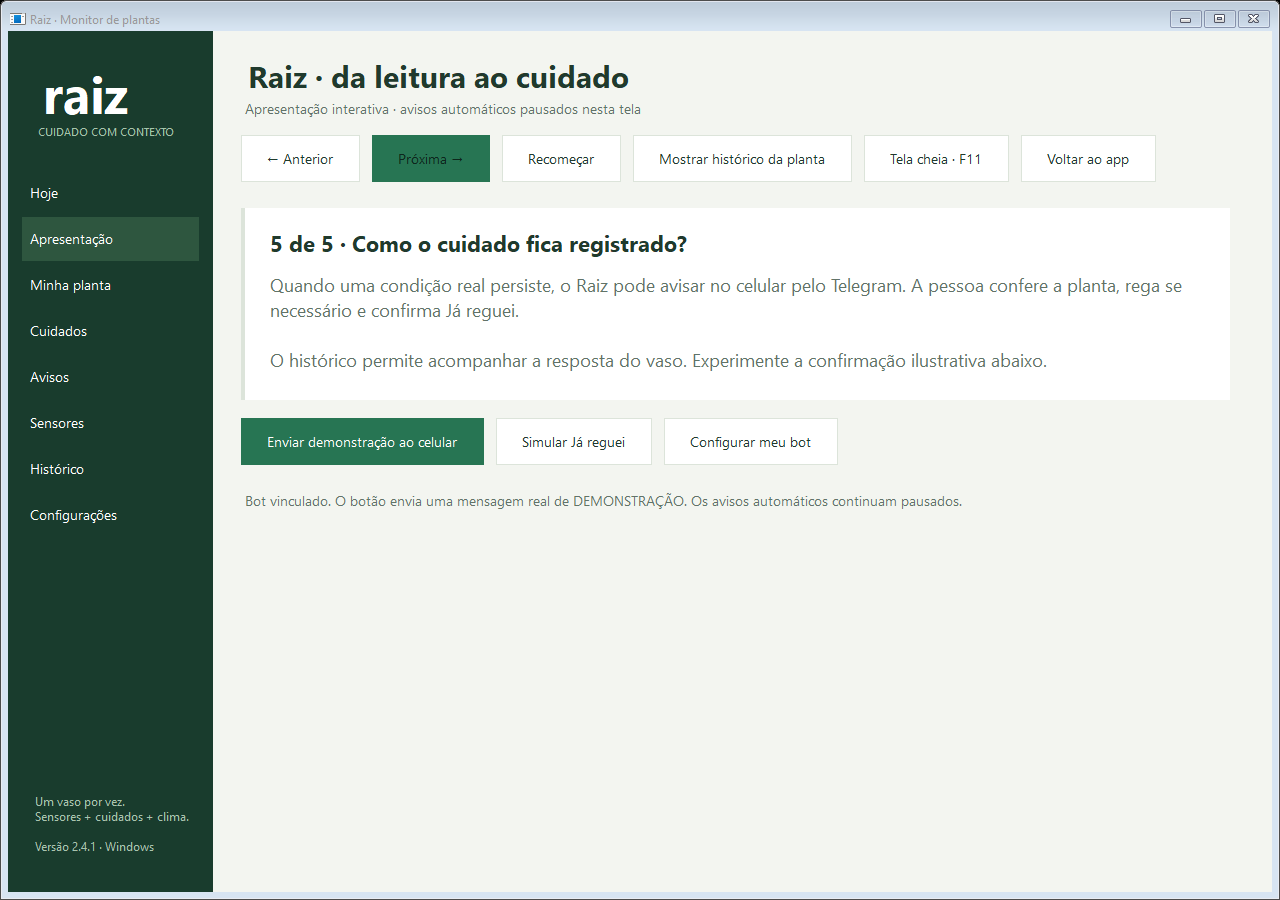 Raiz · Monitor de plantas
raiz
CUIDADO COM CONTEXTO
Hoje
Apresentação
Minha planta
Cuidados
Avisos
Sensores
Histórico
Configurações
Um vaso por vez.
Sensores + cuidados + clima.
Versão 2.4.1 · Windows
Raiz · da leitura ao cuidado
Apresentação interativa · avisos automáticos pausados nesta tela
← Anterior
Próxima →
Recomeçar
Mostrar histórico da planta
Tela cheia · F11
Voltar ao app
5 de 5 · Como o cuidado fica registrado?
Quando uma condição real persiste, o Raiz pode avisar no celular pelo Telegram. A pessoa confere a planta, rega se
necessário e confirma Já reguei.
O histórico permite acompanhar a resposta do vaso. Experimente a confirmação ilustrativa abaixo.
Enviar demonstração ao celular
Simular Já reguei
Configurar meu bot
Bot vinculado. O botão envia uma mensagem real de DEMONSTRAÇÃO. Os avisos automáticos continuam pausados.